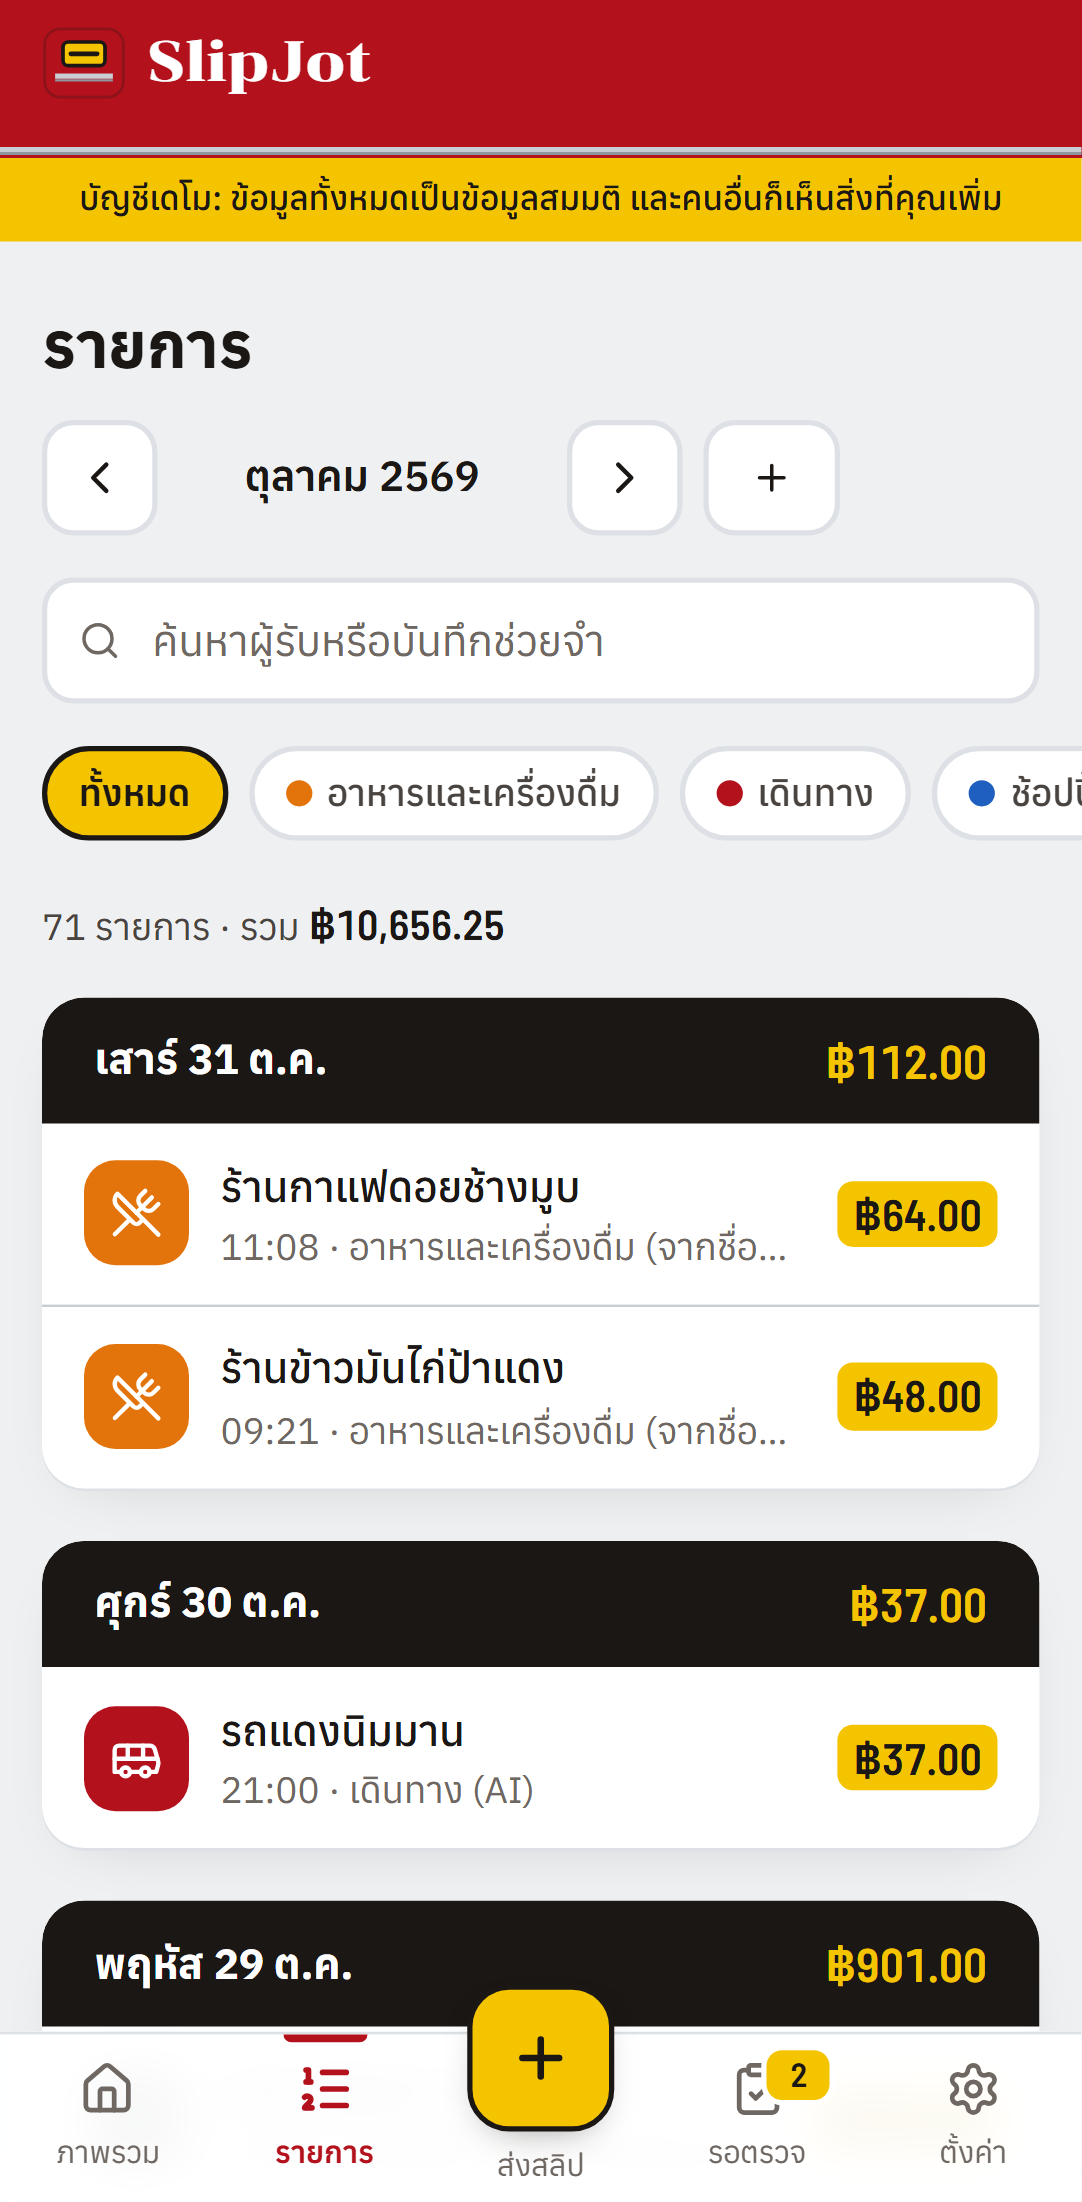 SlipJot
บัญชีเดโม: ข้อมูลทั้งหมดเป็นข้อมูลสมมติ และคนอื่นก็เห็นสิ่งที่คุณเพิ่ม
รายการ
ตุลาคม 2569
ค้นหาผู้รับหรือบันทึกช่วยจำ
ทั้งหมด
อาหารและเครื่องดื่ม
เดินทาง
71 รายการ · รวม ฿10,656.25
เสาร์ 31 ต.ค. ฿112.00
ร้านกาแฟดอยช้างมูบ
฿64.00
11:08 · อาหารและเครื่องดื่ม (จากชื่อ...
ร้านข้าวมันไก่ป้าแดง
฿48.00
09:21 · อาหารและเครื่องดื่ม (จากชื่อ...
ศุกร์ 30 ต.ค. ฿37.00
รถแดงนิมมาน
฿37.00
21:00 · เดินทาง (AI)
พฤหัส 29 ต.ค. ฿901.00
2
ภาพรวม
รายการ
ส่งสลิป
รอตรวจ
ตั้งค่า